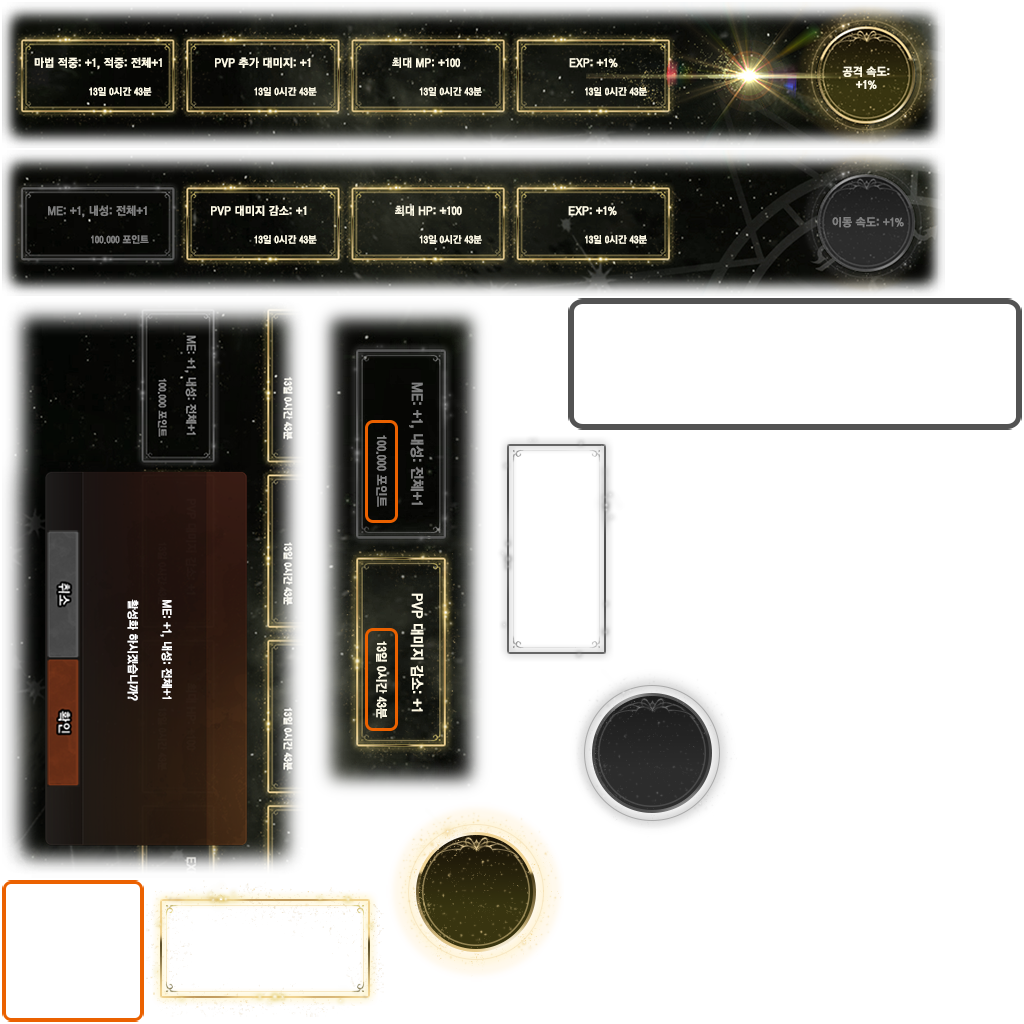 마법 적중: +1, 적중: 전체+1
13일 0시간 43분
PVP 추가 대미지: +1
13일 0시간 43분
최대 MP: +100
13일 0시간 43분
EXP: +1%
13일 0시간 43분
공격 속도:
+1%
ME: +1, 내성: 전체+1
100,000 포인트
PVP 대미지 감소: +1
13일 0시간 43분
최대 HP: +100
13일 0시간 43분
EXP: +1%
13일 0시간 43분
이동 속도: +1%
ME: +1, 내성: 전체+1
100,000 포인트
13일 0시간 43분
13일 0시간 43분
13일 0시간 43분
ME: +1, 내성: 전체+1
활성화 하시겠습니까?
취소
확인
EX
ME: +1, 내성: 전체+1
100,000 포인트
PVP 대미지 감소: +1
13일 0시간 43분